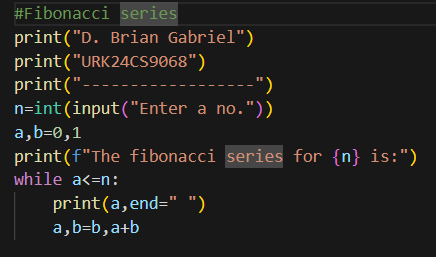 #Fibonacci series
print("D. Brian Gabriel")
print("URK24CS9068")
print("------------------")
n=int(input("Enter a no."))
a,b=0,1
print(f"The fibonacci series for {n} is:")
while a<=n:
    print(a,end=" ")
    a,b=b,a+b